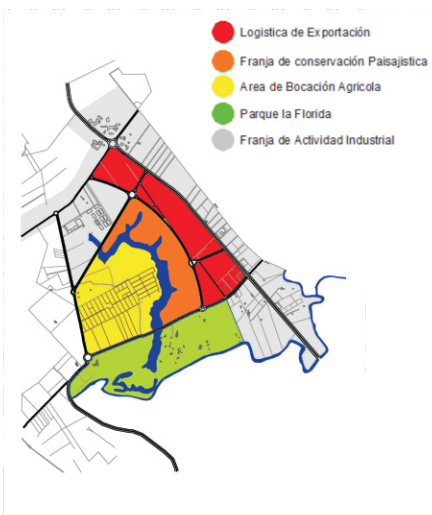 Logistica de Exportación
Franja de conservación Paisajistica
Area de Bocación Agricola
Parque la Florida
Franja de Actividad Industrial